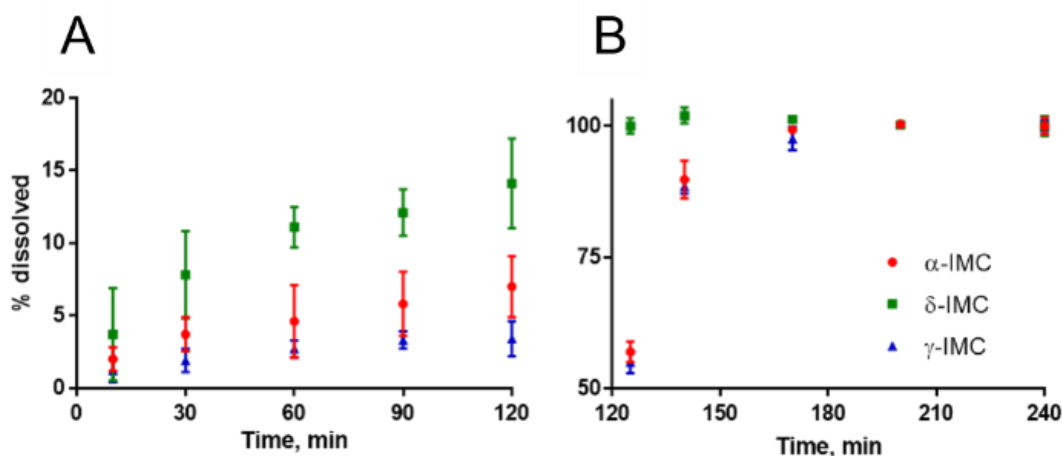 A
B
20
15
10
5
0
% dissolved
0
30
60
90
120
Time, min
100
75
50
α-IMC
δ-IMC
γ-IMC
120
150
180
210
240
Time, min